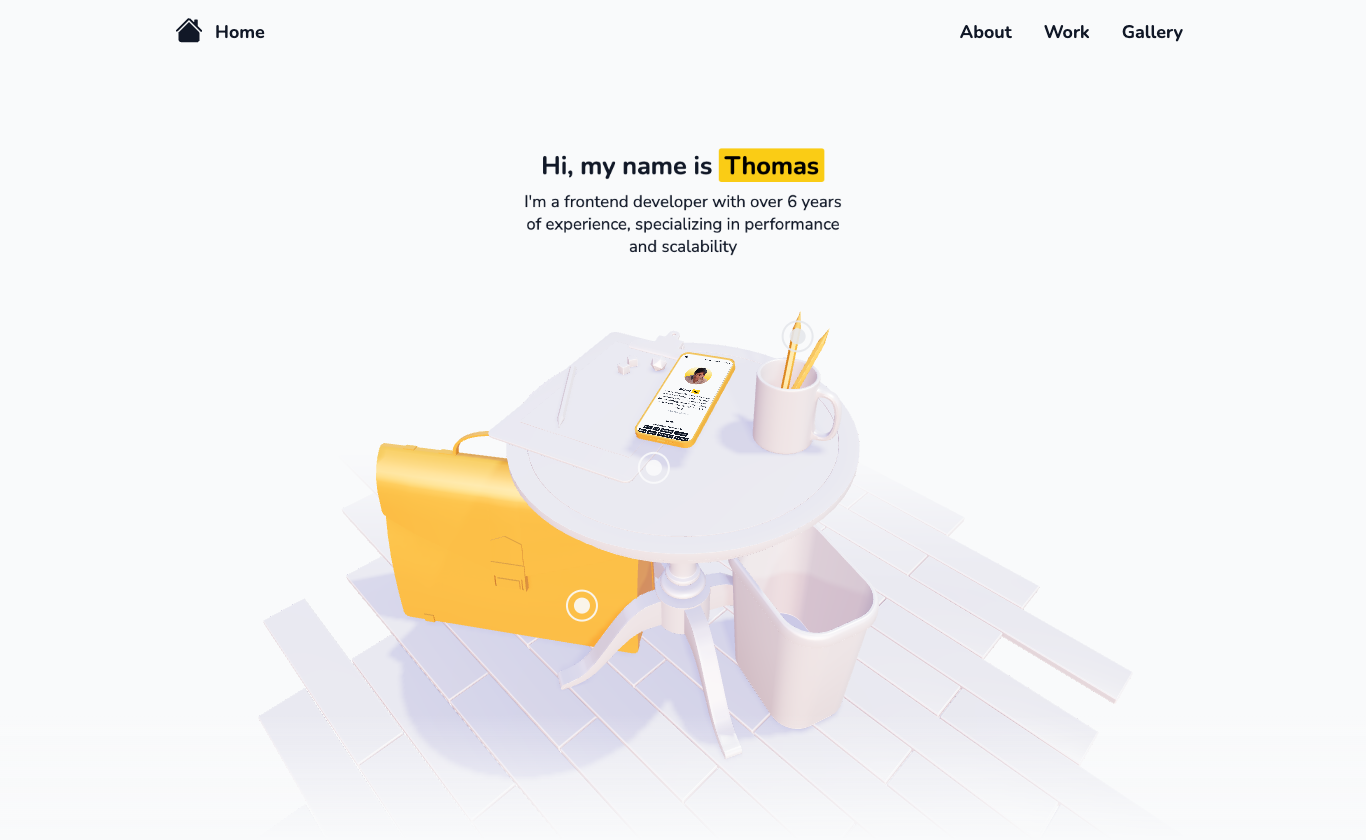 Home
About
Work
Gallery
Hi, my name is Thomas
I'm a frontend developer with over 6 years
of experience, specializing in performance
and scalability